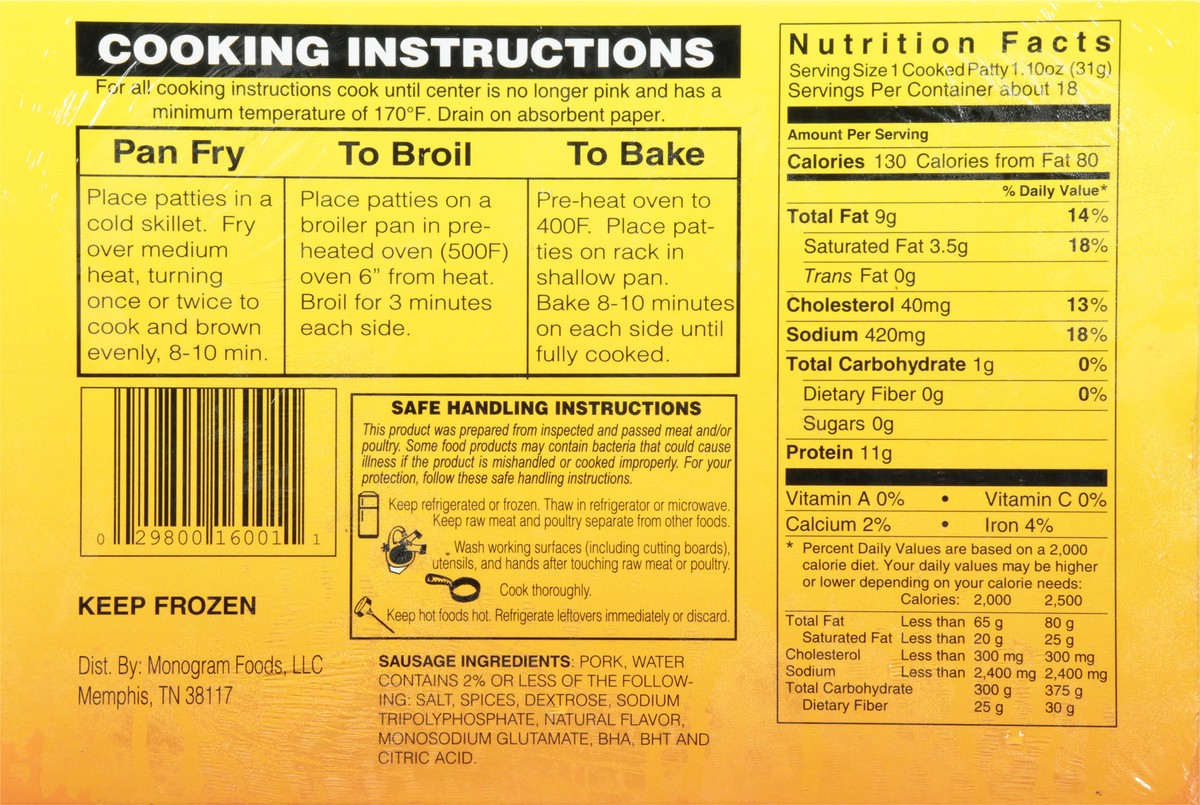 COOKING INSTRUCTIONS
For all cooking instructions cook until center is no longer pink and has a
minimum temperature of 170°F. Drain on absorbent paper.
Pan Fry
Place patties in a
cold skillet. Fry
over medium
heat, turning
once or twice to
cook and brown
evenly, 8-10 min.
To Broil
Place patties on a
broiler pan in pre-
heated oven (500F)
oven 6" from heat.
Broil for 3 minutes
each side.
To Bake
Pre-heat oven to
400F. Place pat-
ties on rack in
shallow pan.
Bake 8-10 minutes
on each side until
fully cooked.
0 29800 16001 1
KEEP FROZEN
Dist. By: Monogram Foods, LLC
Memphis, TN 38117
SAFE HANDLING INSTRUCTIONS
This product was prepared from inspected and passed meat and/or
poultry. Some food products may contain bacteria that could cause
illness if the product is mishandled or cooked improperly. For your
protection, follow these safe handling instructions.
Keep refrigerated or frozen. Thaw in refrigerator or microwave.
Keep raw meat and poultry separate from other foods.
Wash working surfaces (including cutting boards),
utensils, and hands after touching raw meat or poultry.
Cook thoroughly.
Keep hot foods hot. Refrigerate leftovers immediately or discard.
SAUSAGE INGREDIENTS: PORK, WATER
CONTAINS 2% OR LESS OF THE FOLLOW-
ING: SALT, SPICES, DEXTROSE, SODIUM
TRIPOLYPHOSPHATE, NATURAL FLAVOR,
MONOSODIUM GLUTAMATE, BHA, BHT AND
CITRIC ACID.
Nutrition Facts
Serving Size 1 Cooked Patty 1.10oz (31g)
Servings Per Container about 18
Amount Per Serving
Calories 130 Calories from Fat 80
% Daily Value*
Total Fat 9g 14%
Saturated Fat 3.5g 18%
Trans Fat 0g
Cholesterol 40mg 13%
Sodium 420mg 18%
Total Carbohydrate 1g 0%
Dietary Fiber 0g 0%
Sugars 0g
Protein 11g
Vitamin A 0% • Vitamin C 0%
Calcium 2% • Iron 4%
* Percent Daily Values are based on a 2,000
calorie diet. Your daily values may be higher
or lower depending on your calorie needs:
Calories: 2,000 2,500
Total Fat Less than 65 g 80 g
Saturated Fat Less than 20 g 25 g
Cholesterol Less than 300 mg 300 mg
Sodium Less than 2,400 mg 2,400 mg
Total Carbohydrate 300 g 375 g
Dietary Fiber 25 g 30 g